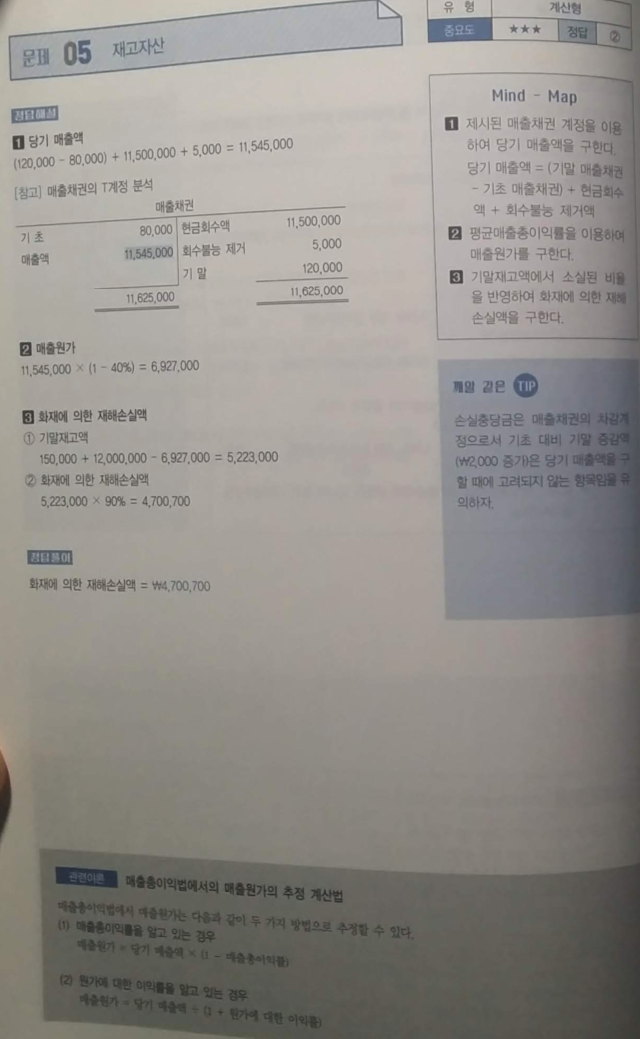 문제 05 재고자산
유 형 계산형
중요도 ★★★ 정답 ②
정답해설
1 당기 매출액
(120,000 - 80,000) + 11,500,000 + 5,000 = 11,545,000
[참고] 매출채권의 T계정 분석
매출채권
기 초 80,000 현금회수액 11,500,000
매출액 11,545,000 회수불능 제거 5,000
기 말 120,000
11,625,000 11,625,000
2 매출원가
11,545,000 × (1 - 40%) = 6,927,000
3 화재에 의한 재해손실액
① 기말재고액
150,000 + 12,000,000 - 6,927,000 = 5,223,000
② 화재에 의한 재해손실액
5,223,000 × 90% = 4,700,700
정답풀이
화재에 의한 재해손실액 = ₩4,700,700
Mind - Map
1 제시된 매출채권 계정을 이용
하여 당기 매출액을 구한다.
당기 매출액 = (기말 매출채권
- 기초 매출채권) + 현금회수
액 + 회수불능 제거액
2 평균매출총이익률을 이용하여
매출원가를 구한다.
3 기말재고액에서 소실된 비율
을 반영하여 화재에 의한 재해
손실액을 구한다.
깨알 같은 TIP
손실충당금은 매출채권의 차감계
정으로서 기초 대비 기말 증감액
(₩2,000 증가)은 당기 매출액을 구
할 때에 고려되지 않는 항목임을 유
의하자.
관련이론 매출총이익법에서의 매출원가의 추정 계산법
매출총이익법에서 매출원가는 다음과 같이 두 가지 방법으로 추정할 수 있다.
(1) 매출총이익률을 알고 있는 경우
매출원가 = 당기 매출액 × (1 - 매출총이익률)
(2) 원가에 대한 이익률을 알고 있는 경우
매출원가 = 당기 매출액 ÷ (1 + 원가에 대한 이익률)